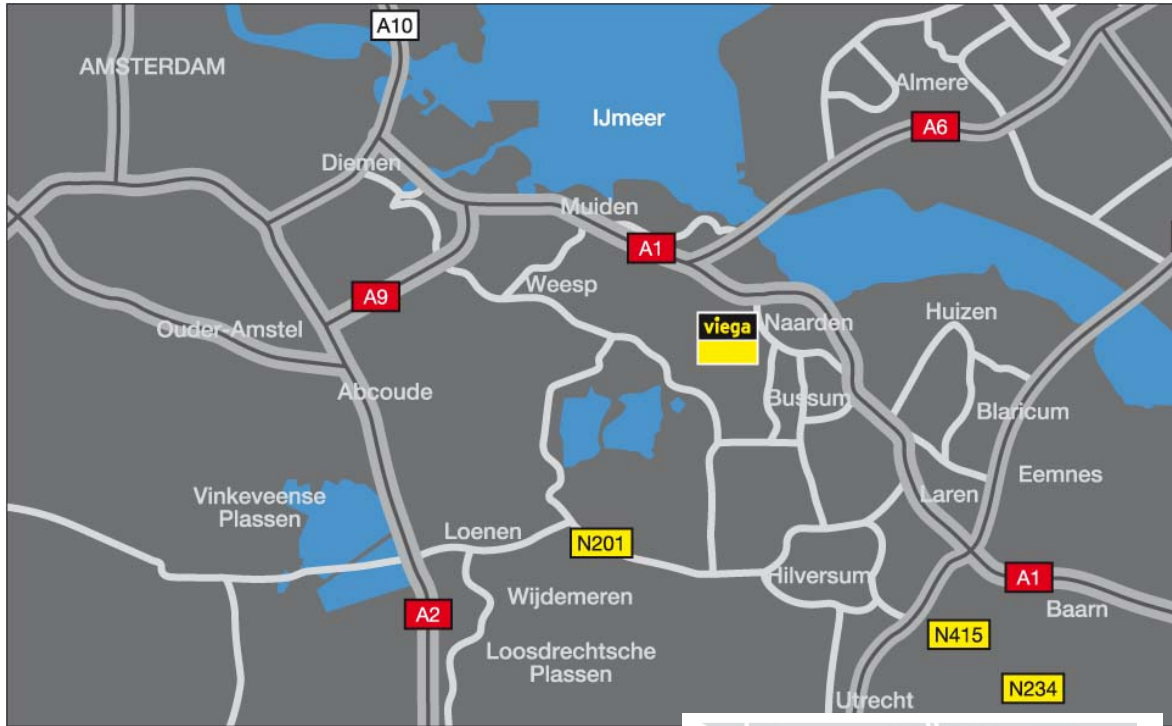 A10
AMSTERDAM
Almere
IJmeer
A6
Diemen
Muiden
A1
Weesp
A9
Huizen
viega
Naarden
Ouder-Amstel
Abcoude
Bussum
Blaricum
Eemnes
Vinkeveense
Plassen
Laren
Loenen
N201
Hilversum
A1
Wijdemeren
A2
Baarn
N415
Loosdrechtsche
Plassen
N234
Utrecht